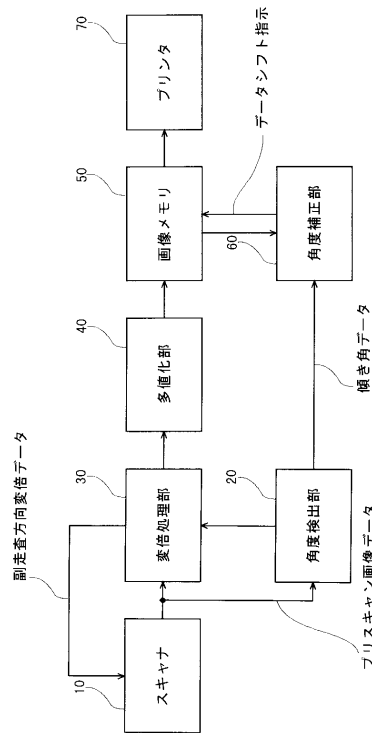 副走査方向変倍データ
10
スキャナ
30
変倍処理部
40
多値化部
50
画像メモリ
70
プリンタ
20
角度検出部
60
角度補正部
プリスキャン画像データ
傾き角データ
データシフト指示